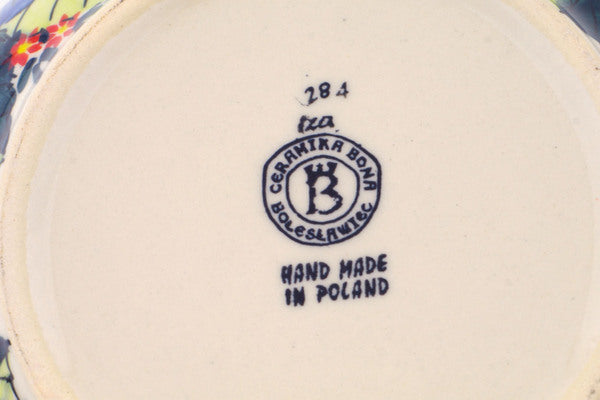 284
Iza
CERAMIKA BONA
B
BOLESŁAWIEC
HAND MADE
IN POLAND